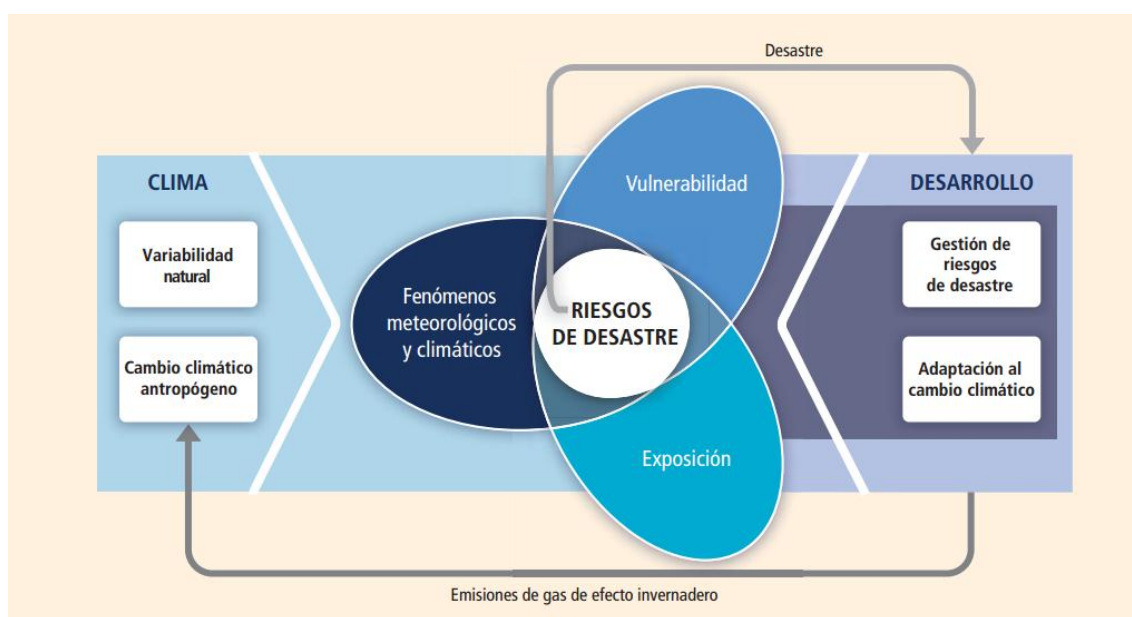 Desastre
CLIMA
Variabilidad
natural
Cambio climático
antropógeno
Fenómenos
meteorológicos
y climáticos
Vulnerabilidad
RIESGOS
DE DESASTRE
Exposición
DESARROLLO
Gestión de
riesgos
de desastre
Adaptación al
cambio climático
Emisiones de gas de efecto invernadero